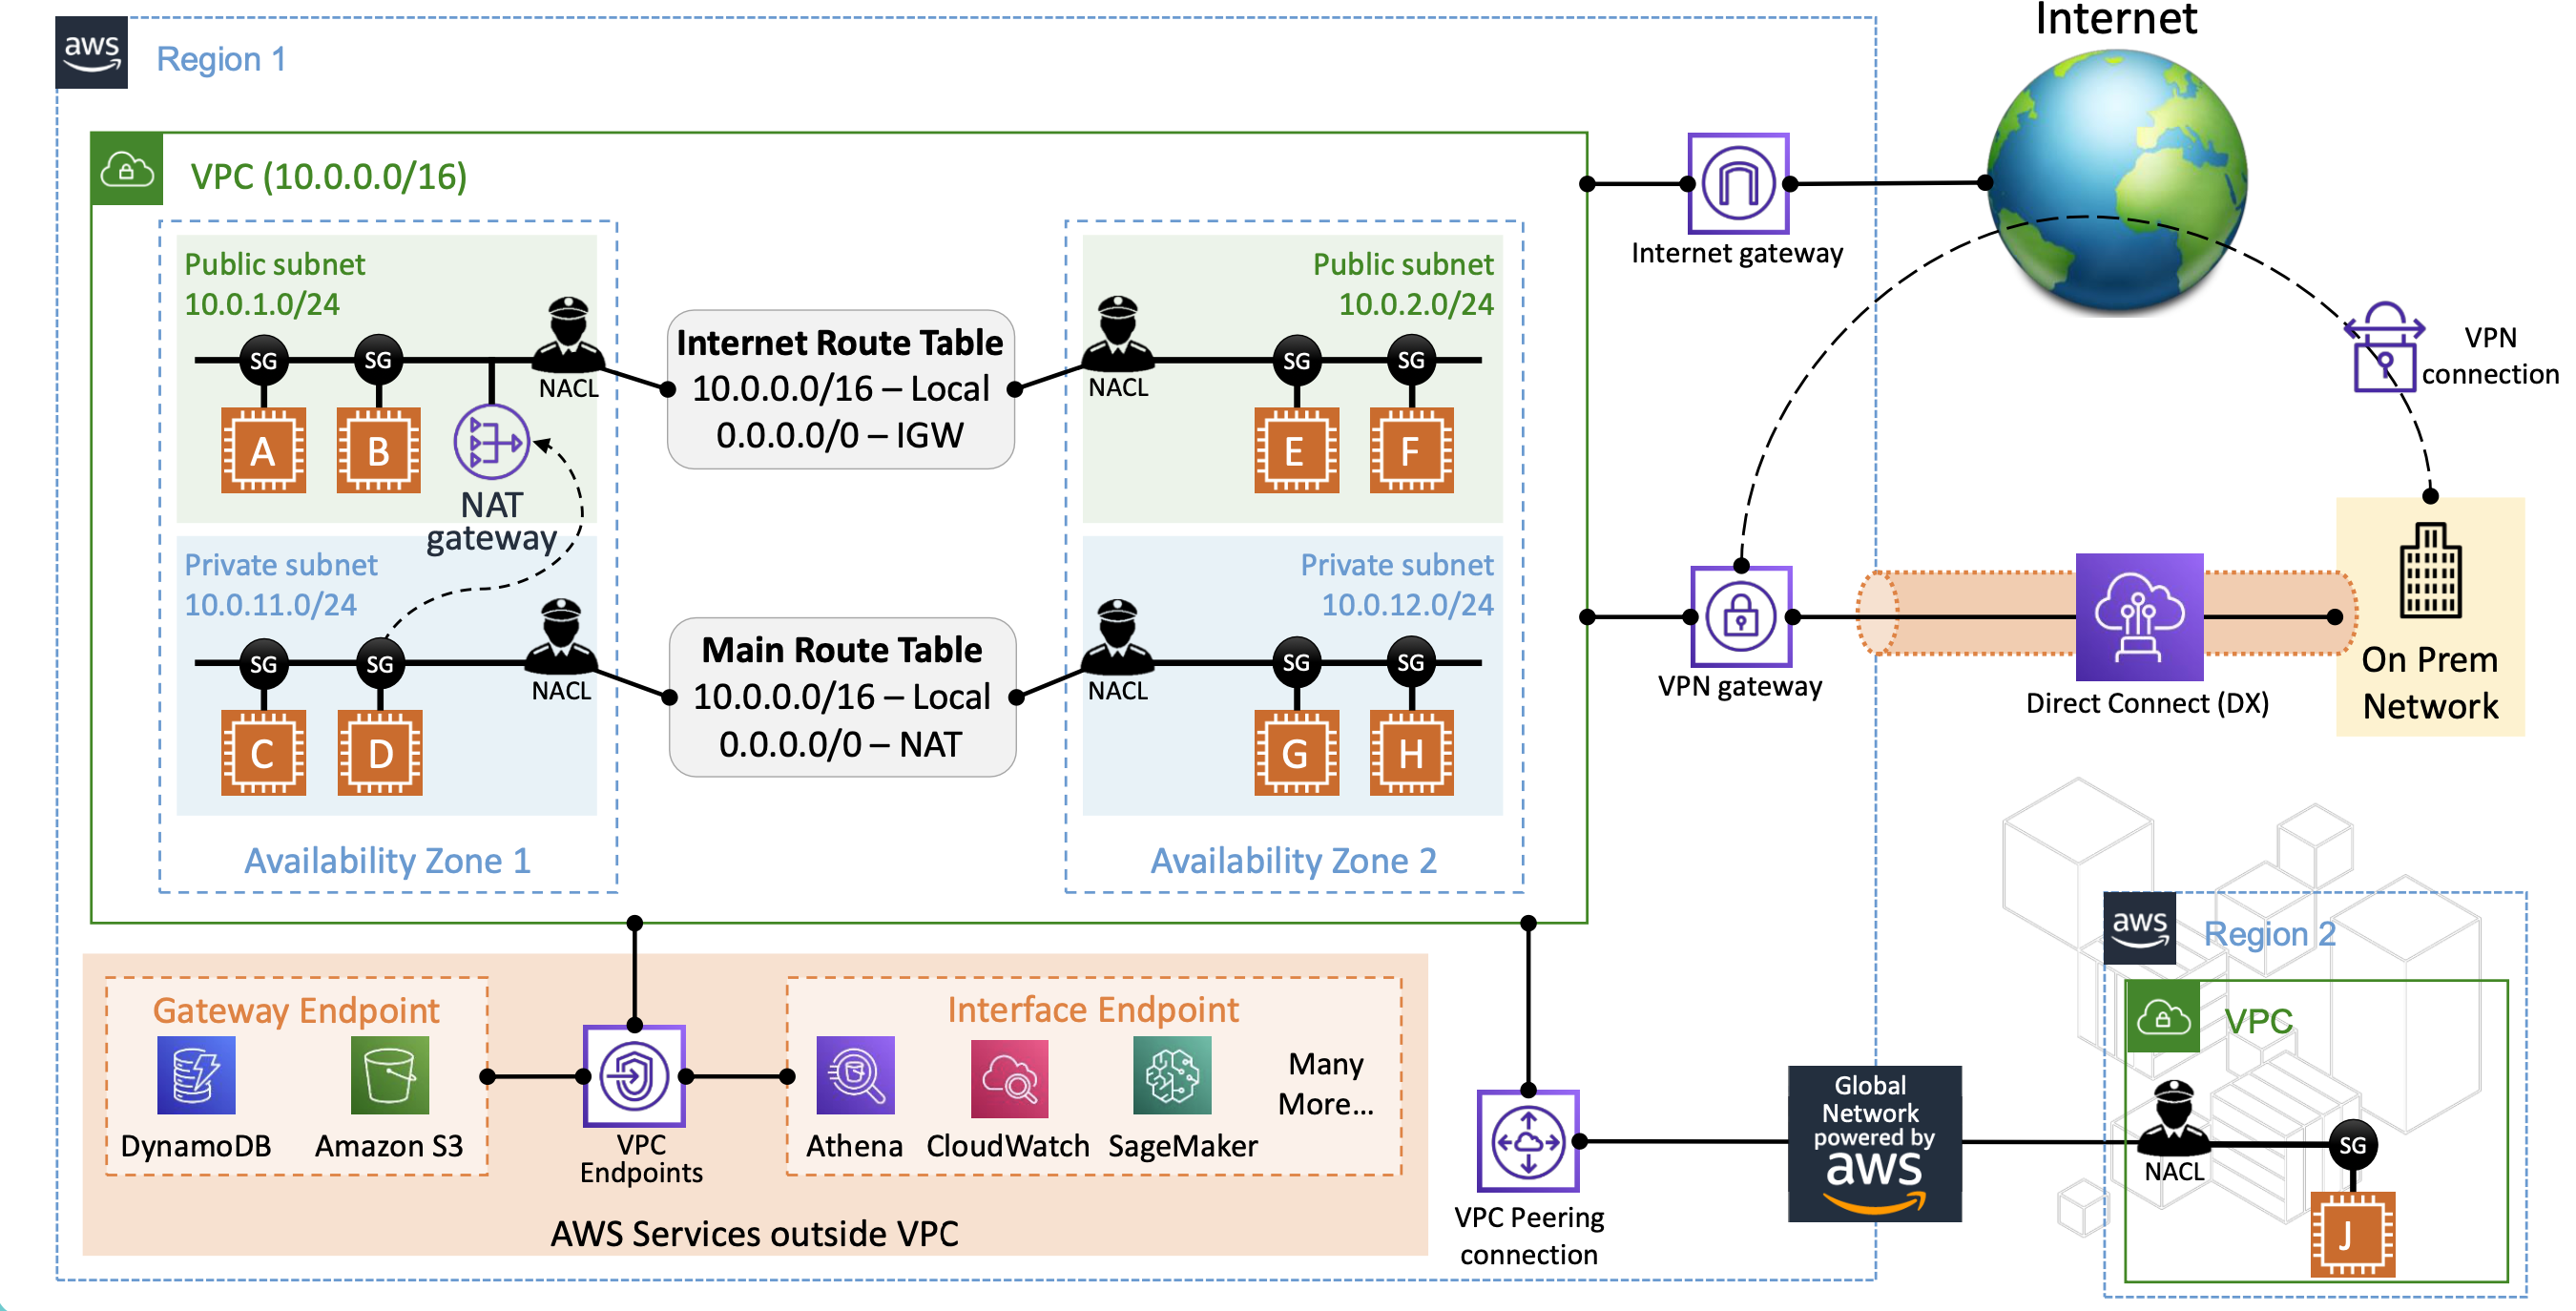 aws
Region 1
VPC (10.0.0.0/16)
Public subnet
10.0.1.0/24
SG
SG
NACL
A
B
NAT
gateway
Internet Route Table
10.0.0.0/16 – Local
0.0.0.0/0 – IGW
Public subnet
10.0.2.0/24
NACL
SG
SG
E
F
Private subnet
10.0.11.0/24
SG
SG
NACL
C
D
Main Route Table
10.0.0.0/16 – Local
0.0.0.0/0 – NAT
Private subnet
10.0.12.0/24
NACL
SG
SG
G
H
Availability Zone 1
Availability Zone 2
Internet
Internet gateway
VPN
connection
VPN gateway
Direct Connect (DX)
On Prem
Network
Gateway Endpoint
DynamoDB
Amazon S3
VPC
Endpoints
Interface Endpoint
Athena
CloudWatch
SageMaker
Many
More...
AWS Services outside VPC
VPC Peering
connection
Global
Network
powered by
aws
aws
Region 2
VPC
NACL
SG
J